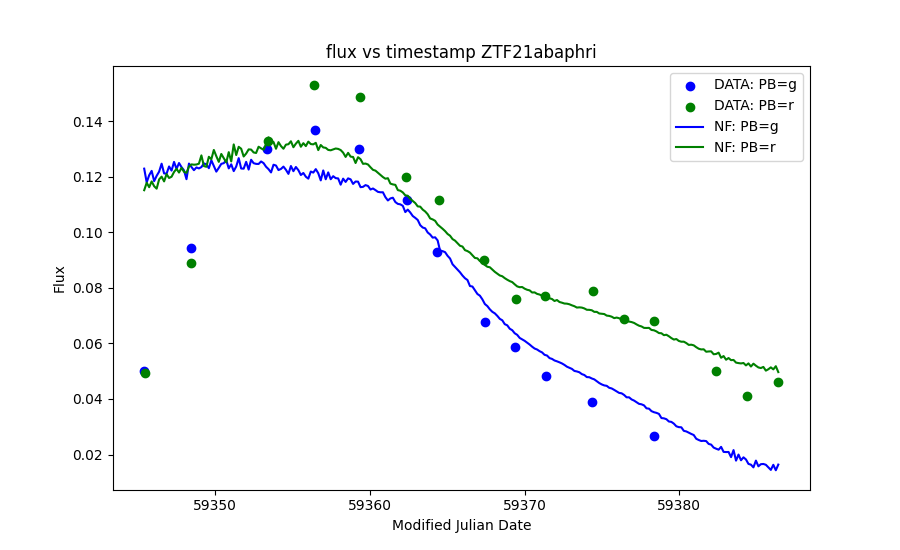 flux vs timestamp ZTF21abaphri
DATA: PB=g
DATA: PB=r
NF: PB=g
NF: PB=r
0.14
0.12
0.10
0.08
0.06
0.04
0.02
Flux
59350
59360
59370
59380
Modified Julian Date